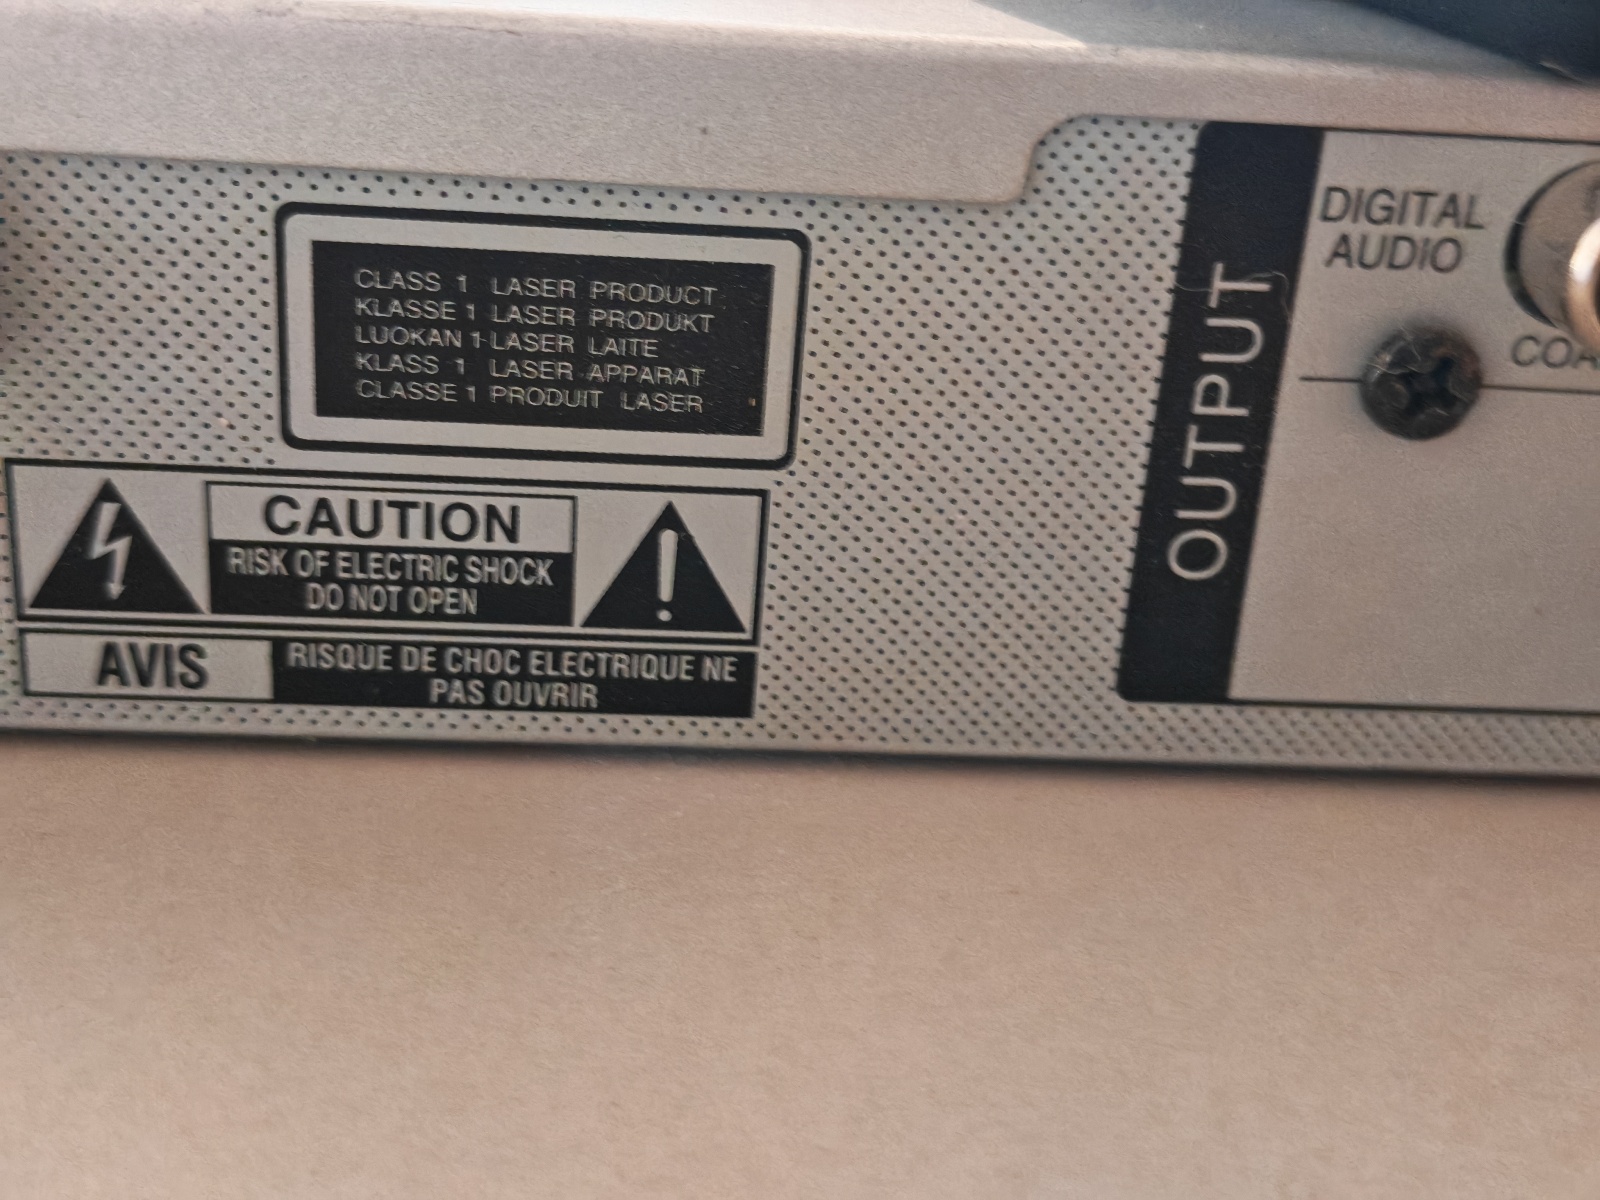 CLASS 1 LASER PRODUCT
KLASSE 1 LASER PRODUKT
LUOKAN 1 LASER LAITE
KLASS 1 LASER APPARAT
CLASSE 1 PRODUIT LASER
CAUTION
RISK OF ELECTRIC SHOCK
DO NOT OPEN
AVIS
RISQUE DE CHOC ELECTRIQUE NE
PAS OUVRIR
OUTPUT
DIGITAL
AUDIO